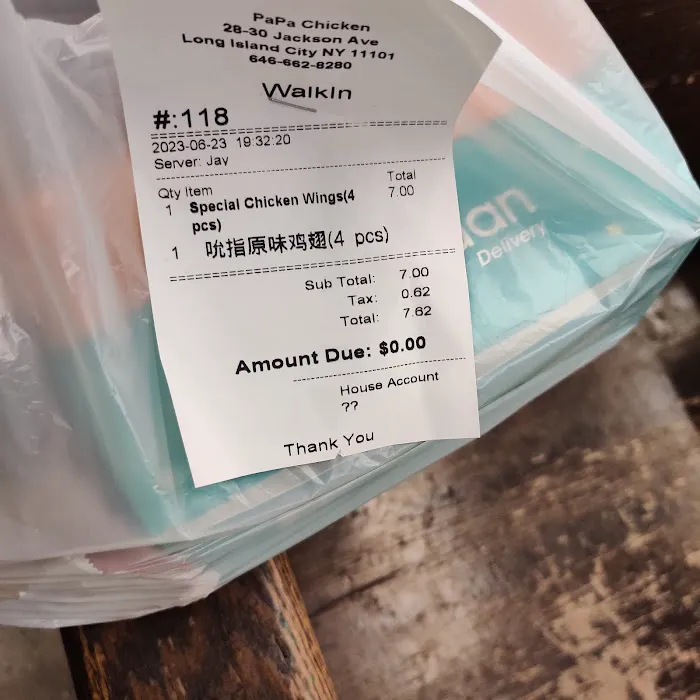 PaPa Chicken
28-30 Jackson Ave
Long Island City NY 11101
646-662-8280
WalkIn
#:118
2023-06-23 19:32:20
Server: Jay
Qty Item Total
1 Special Chicken Wings(4 7.00
pcs)
1 吮指原味鸡翅(4 pcs)
Sub Total: 7.00
Tax: 0.62
Total: 7.62
Amount Due: $0.00
House Account
??
Thank You
Delivery